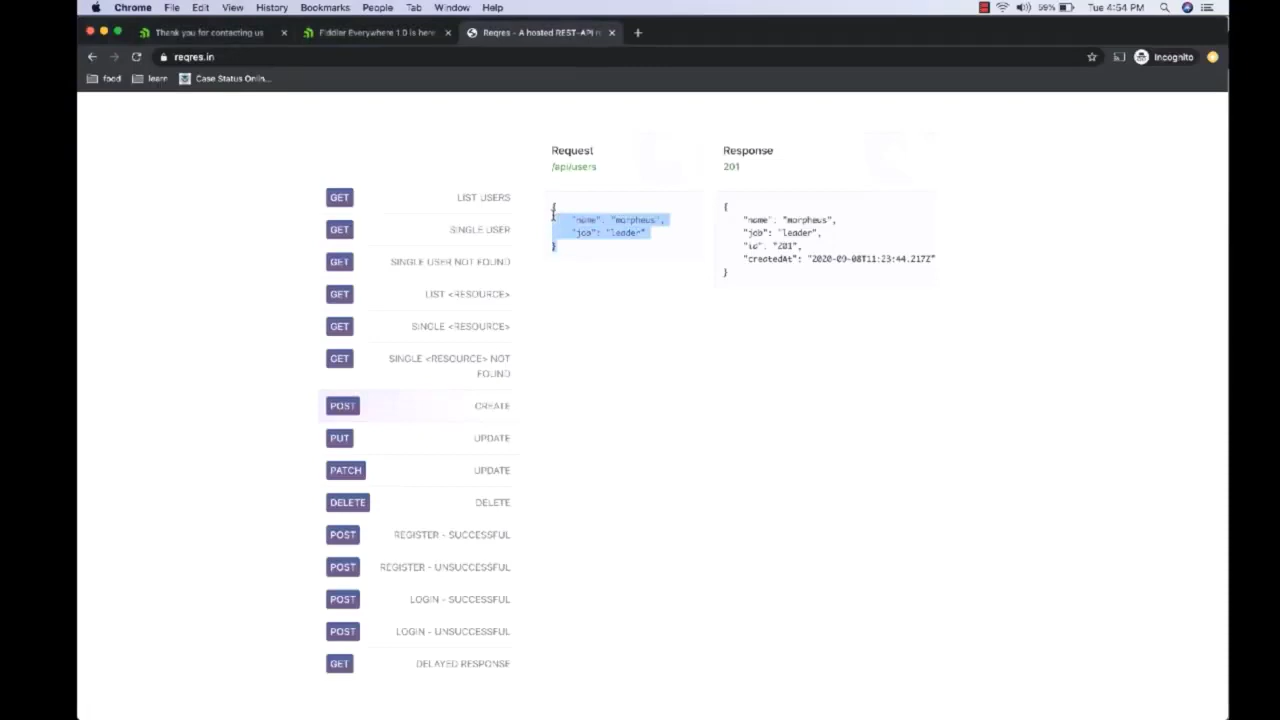 Chrome File Edit View History Bookmarks People Tab Window Help 59% Tue 4:54 PM
Thank you for contacting us Fiddler Everywhere 1.0 is here Reqres - A hosted REST-API r
reqres.in Incognito
food learn Case Status Onlin...
Request Response
/api/users 201
GET LIST USERS
GET SINGLE USER
GET SINGLE USER NOT FOUND
GET LIST <RESOURCE>
GET SINGLE <RESOURCE>
GET SINGLE <RESOURCE> NOT
FOUND
POST CREATE
PUT UPDATE
PATCH UPDATE
DELETE DELETE
POST REGISTER - SUCCESSFUL
POST REGISTER - UNSUCCESSFUL
POST LOGIN - SUCCESSFUL
POST LOGIN - UNSUCCESSFUL
GET DELAYED RESPONSE
{
"name": "morpheus",
"job": "leader"
}
{
"name": "morpheus",
"job": "leader",
"id": "201",
"createdAt": "2020-09-08T11:23:44.217Z"
}